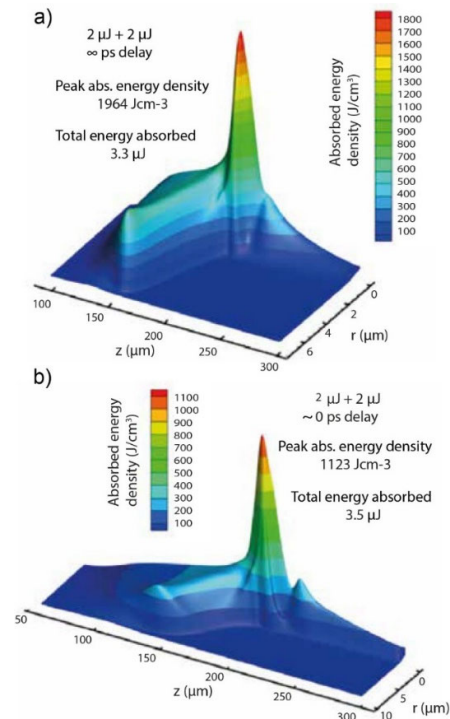 a)
2 µJ + 2 µJ
∞ ps delay
Peak abs. energy density
1964 Jcm-3
Total energy absorbed
3.3 µJ
Absorbed energy
density (J/cm³)
1800
1700
1600
1500
1400
1300
1200
1100
1000
900
800
700
600
500
400
300
200
100
100
150
200
250
300
z (µm)
0
2
4
6
r (µm)
b)
Absorbed energy
density (J/cm³)
1100
1000
900
800
700
600
500
400
300
200
100
² µJ + 2 µJ
~ 0 ps delay
Peak abs. energy density
1123 Jcm-3
Total energy absorbed
3.5 µJ
50
100
150
200
250
300
z (µm)
0
5
10
r (µm)